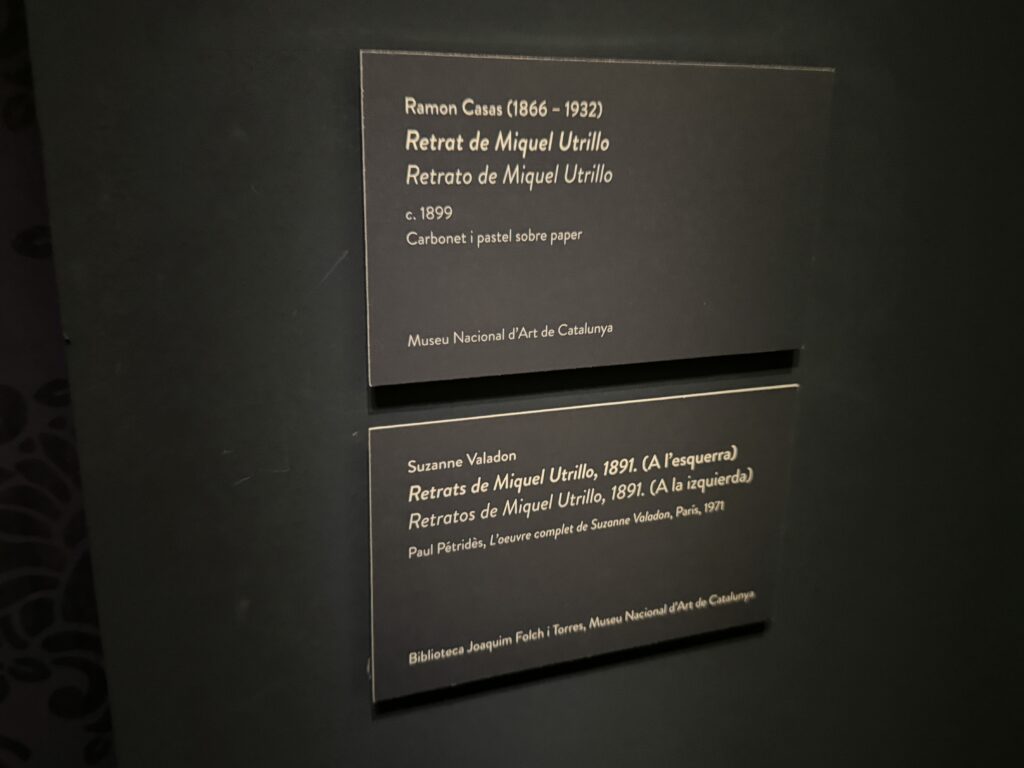 Ramon Casas (1866 – 1932)
Retrat de Miquel Utrillo
Retrato de Miquel Utrillo
c. 1899
Carbonet i pastel sobre paper
Museu Nacional d'Art de Catalunya
Suzanne Valadon
Retrats de Miquel Utrillo, 1891. (A l'esquerra)
Retratos de Miquel Utrillo, 1891. (A la izquierda)
Paul Pétridès, L'oeuvre complet de Suzanne Valadon, Paris, 1971
Biblioteca Joaquim Folch i Torres, Museu Nacional d'Art de Catalunya